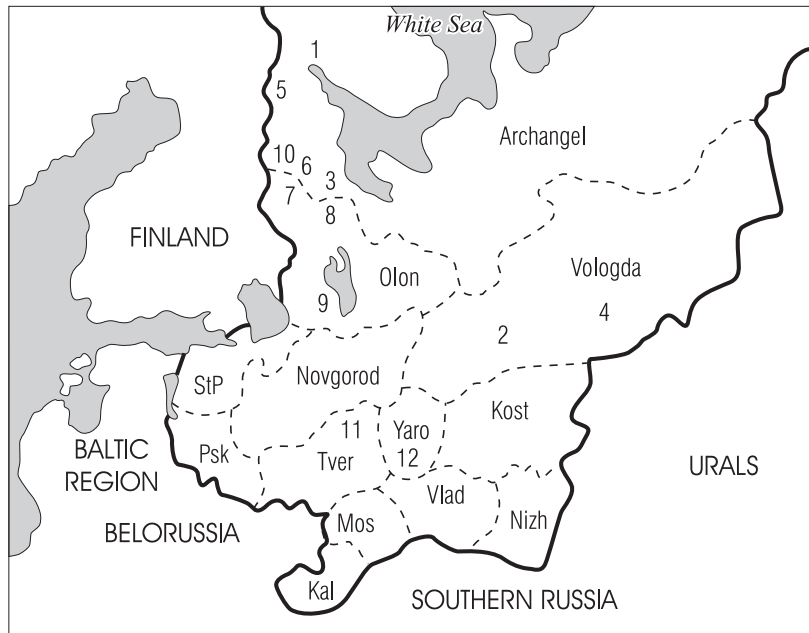 White Sea
1
5
Archangel
10
6
3
7
8
FINLAND
Olon
Vologda
9
4
2
StP
Novgorod
Kost
11
Yaro
BALTIC
REGION
Psk
Tver
12
URALS
Vlad
BELORUSSIA
Mos
Nizh
Kal
SOUTHERN RUSSIA